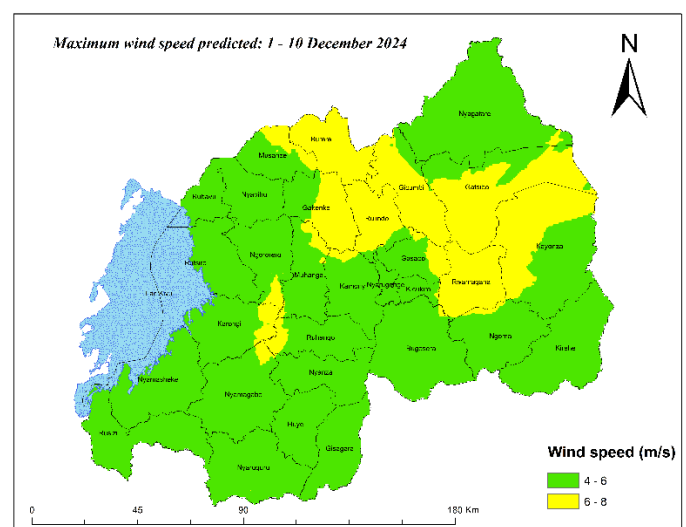 Maximum wind speed predicted: 1 - 10 December 2024
N
Nyagatare
Burera
Musanze
Gicumbi
Gatsibo
Rubavu
Nyabihu
Gakenke
Rulindo
Kayonza
Ngororero
Gasabo
Rutsiro
Muhanga
Rwamagana
Kamonyi
Nyarugenge
Kicukiro
Karongi
Ruhango
Bugesera
Ngoma
Kirehe
Nyanza
Nyamasheke
Nyamagabe
Huye
Rusizi
Gisagara
Nyaruguru
Wind speed (m/s)
4 - 6
6 - 8
0 45 90 180 Km